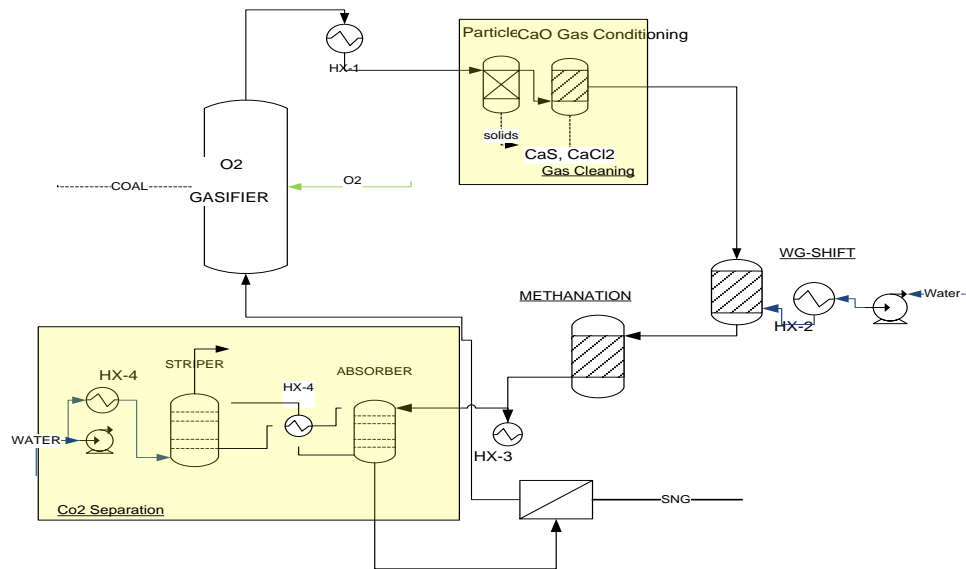 Particle CaO Gas Conditioning
HX-1
solids
CaS, CaCl2
Gas Cleaning
O2
GASIFIER
COAL
O2
WG-SHIFT
Water
HX-2
METHANATION
STRIPER
ABSORBER
HX-4
HX-4
WATER
HX-3
SNG
Co2 Separation